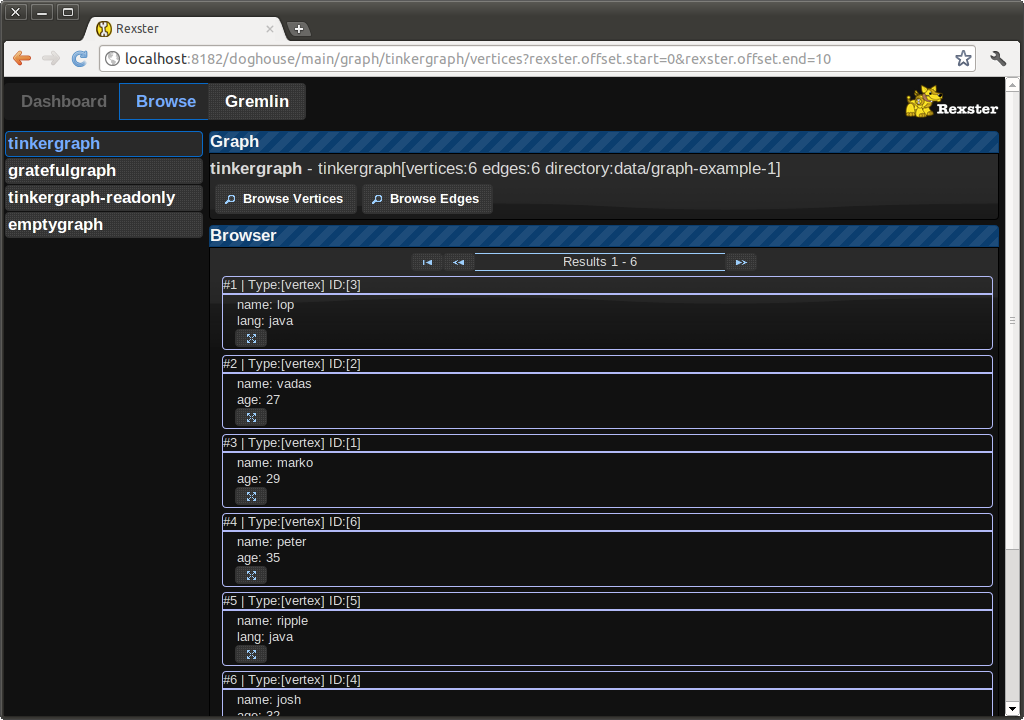 Rexster
localhost:8182/doghouse/main/graph/tinkergraph/vertices?rexster.offset.start=0&rexster.offset.end=10
Dashboard Browse Gremlin
Rexster
tinkergraph
gratefulgraph
tinkergraph-readonly
emptygraph
Graph
tinkergraph - tinkergraph[vertices:6 edges:6 directory:data/graph-example-1]
Browse Vertices Browse Edges
Browser
Results 1 - 6
#1 | Type:[vertex] ID:[3]
name: lop
lang: java
#2 | Type:[vertex] ID:[2]
name: vadas
age: 27
#3 | Type:[vertex] ID:[1]
name: marko
age: 29
#4 | Type:[vertex] ID:[6]
name: peter
age: 35
#5 | Type:[vertex] ID:[5]
name: ripple
lang: java
#6 | Type:[vertex] ID:[4]
name: josh
age: 32